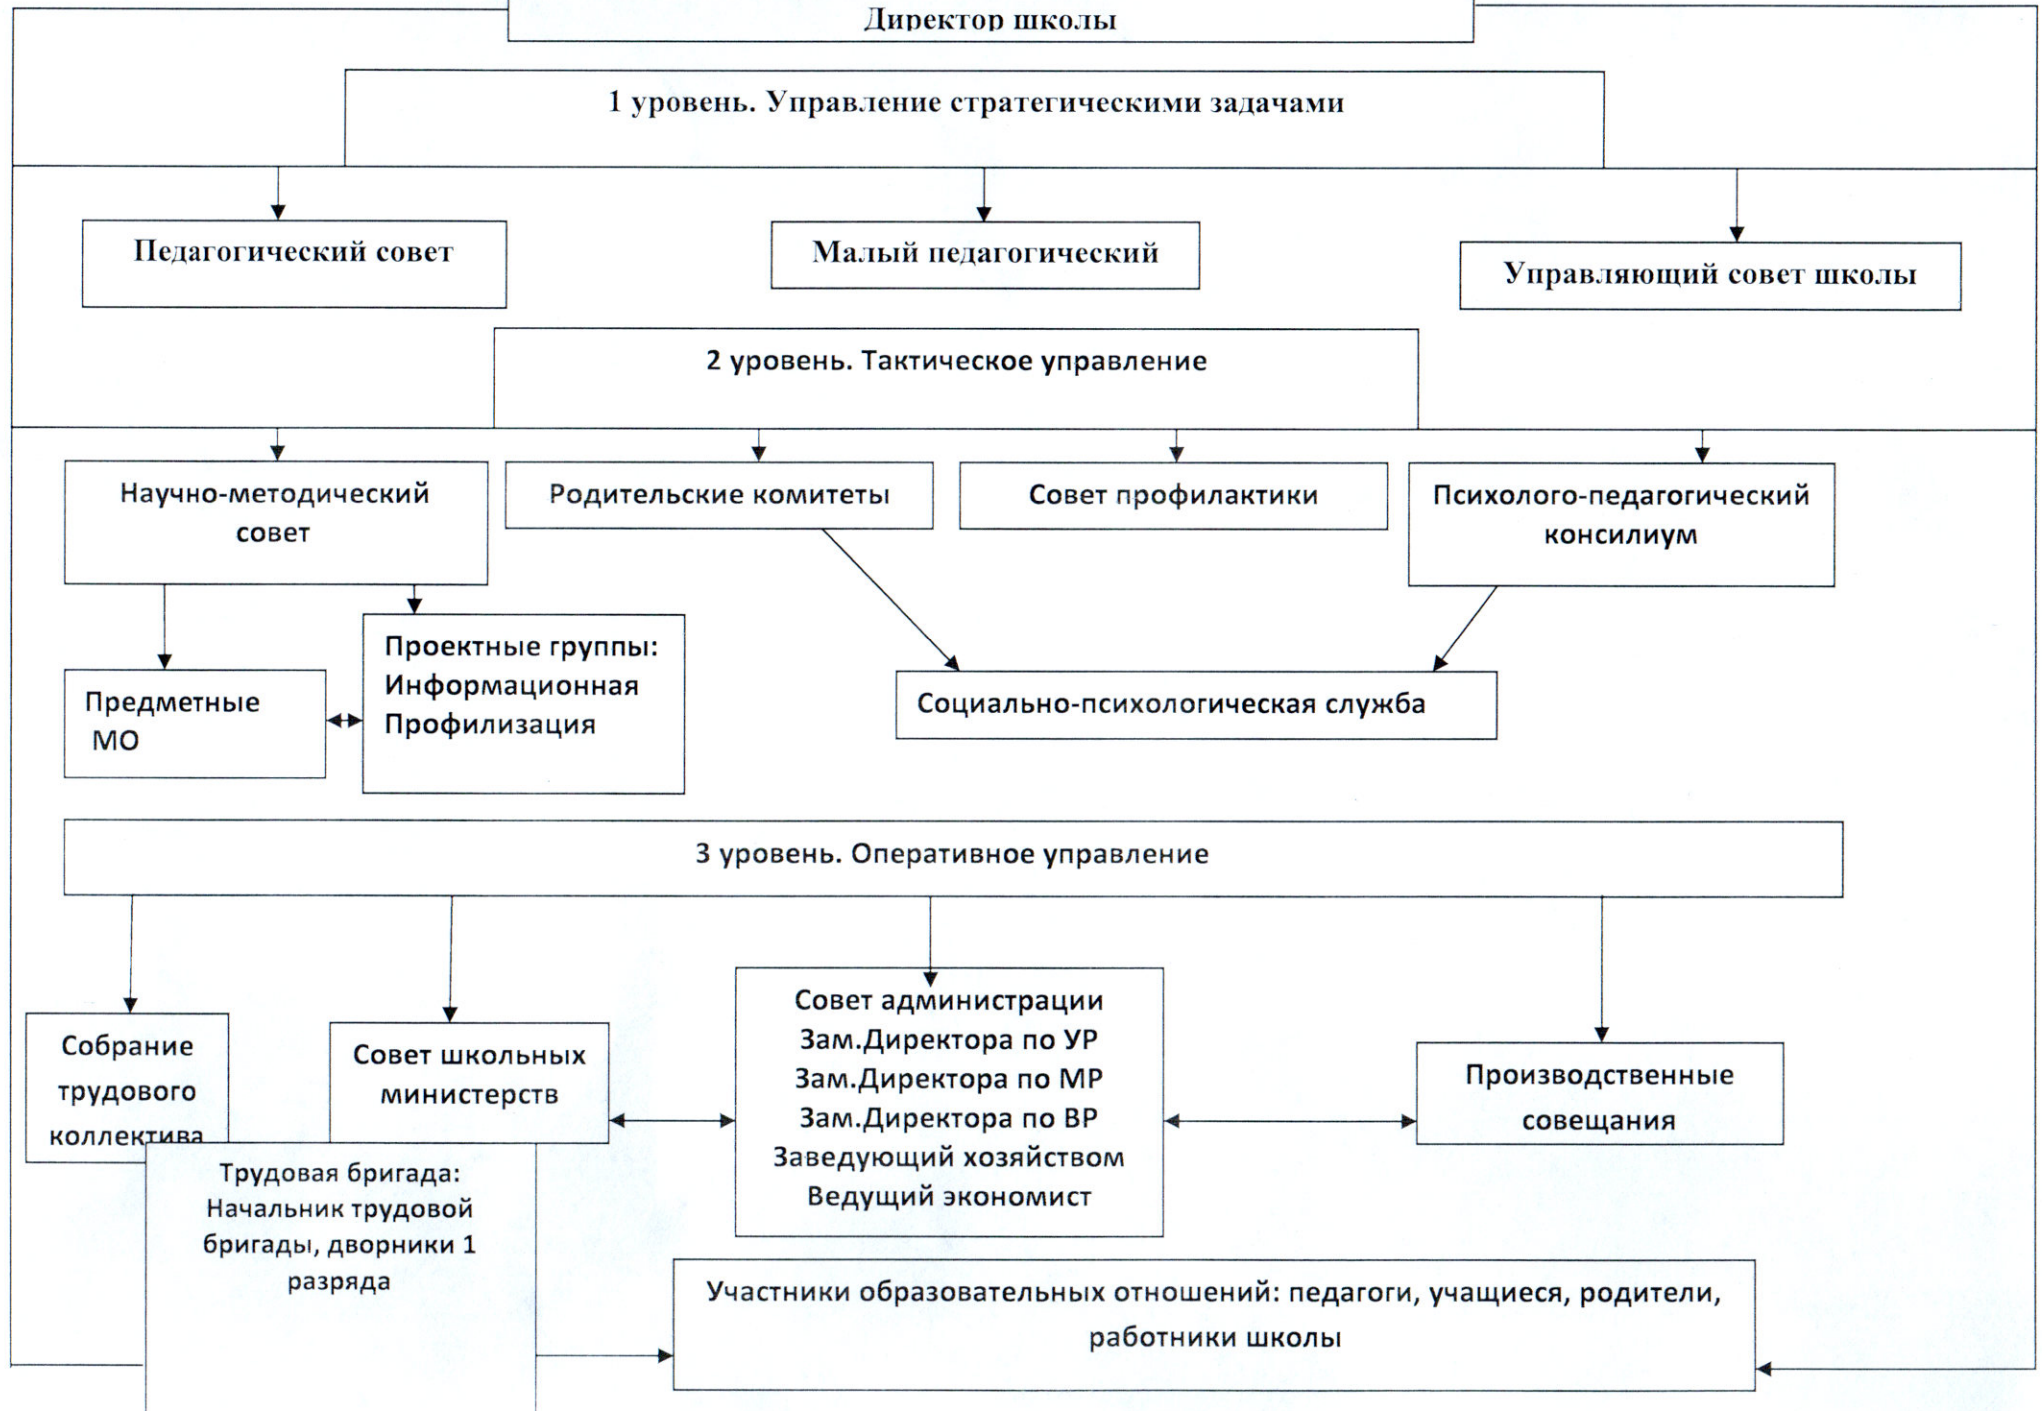 Директор школы
1 уровень. Управление стратегическими задачами
Педагогический совет
Малый педагогический
Управляющий совет школы
2 уровень. Тактическое управление
Научно-методический
совет
Родительские комитеты
Совет профилактики
Психолого-педагогический
консилиум
Предметные
МО
Проектные группы:
Информационная
Профилизация
Социально-психологическая служба
3 уровень. Оперативное управление
Собрание
трудового
коллектива
Совет школьных
министерств
Совет администрации
Зам.Директора по УР
Зам.Директора по МР
Зам.Директора по ВР
Заведующий хозяйством
Ведущий экономист
Производственные
совещания
Трудовая бригада:
Начальник трудовой
бригады, дворники 1
разряда
Участники образовательных отношений: педагоги, учащиеся, родители,
работники школы